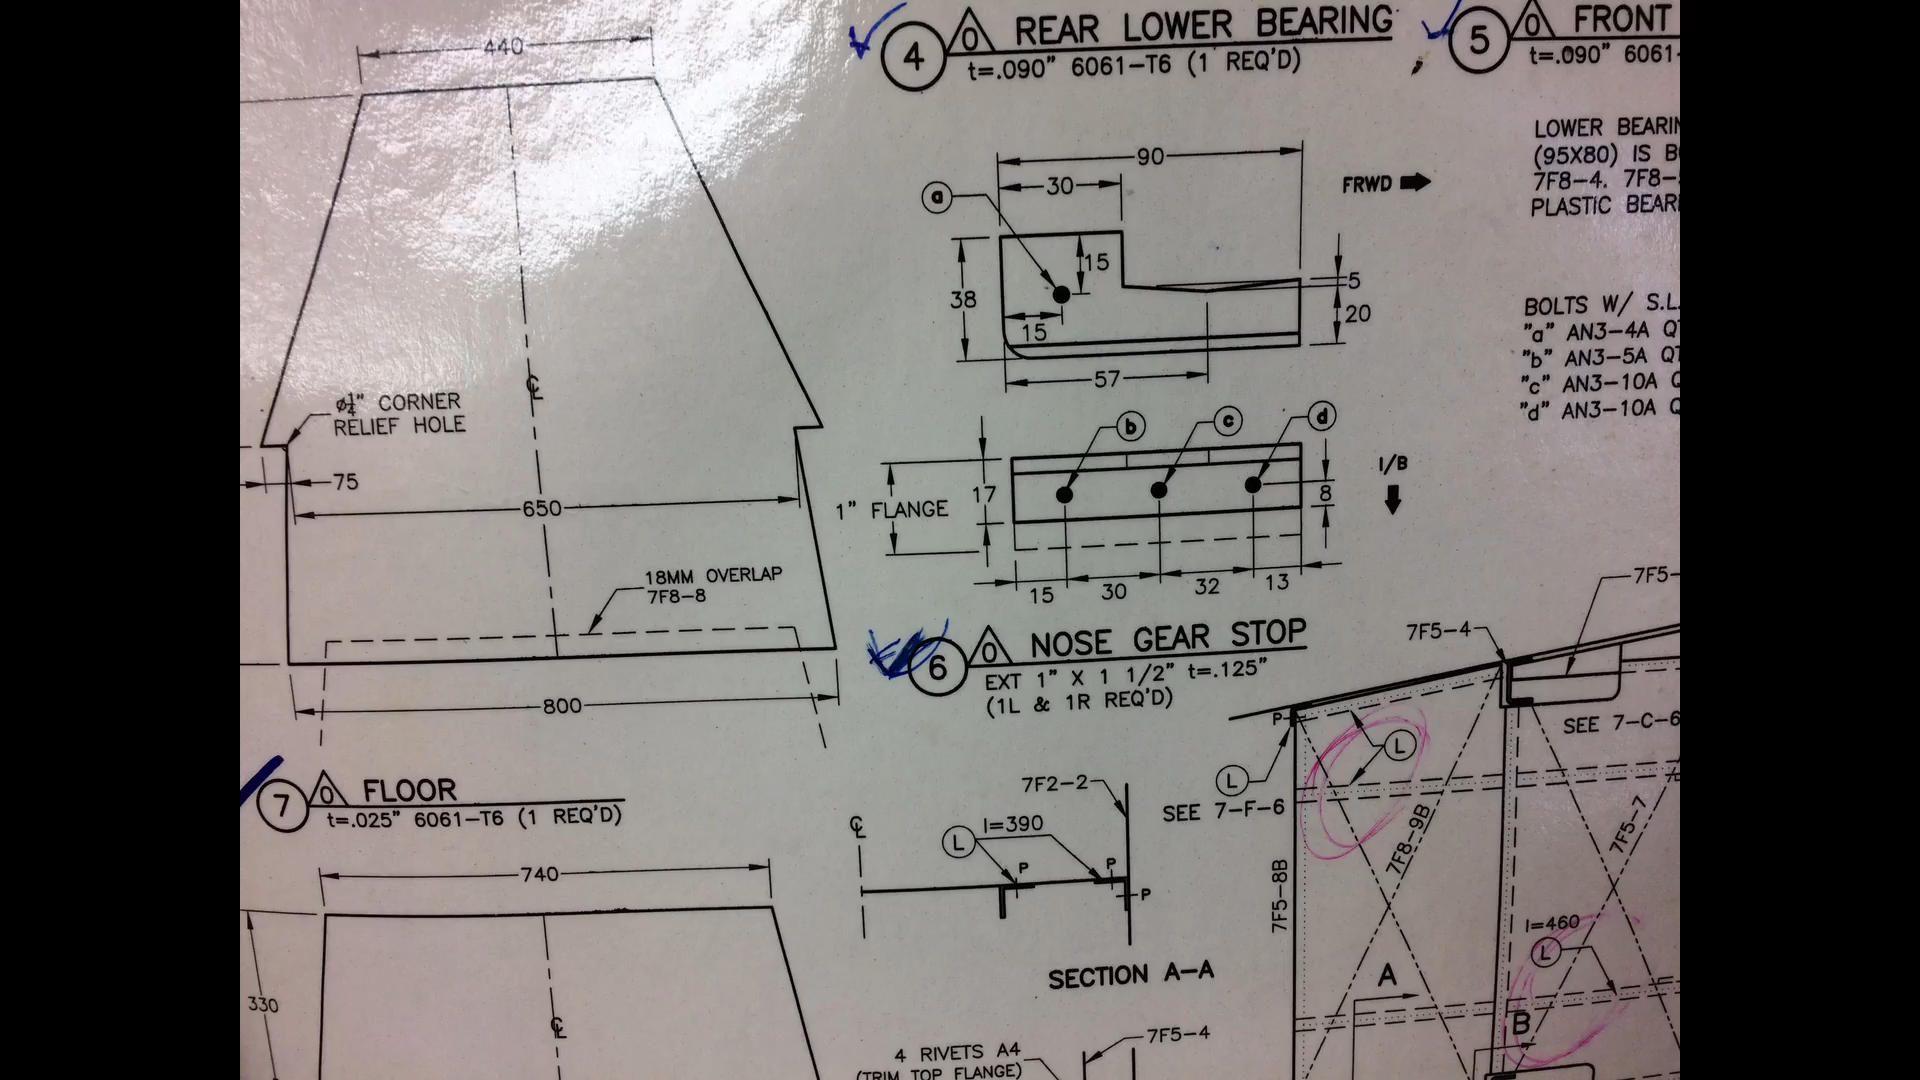 440
℄
ø1/4" CORNER
RELIEF HOLE
75
650
18MM OVERLAP
7F8-8
800
7 0 FLOOR
t=.025" 6061-T6 (1 REQ'D)
740
330
℄
4 0 REAR LOWER BEARING
t=.090" 6061-T6 (1 REQ'D)
90
30
FRWD
a
15
38
5
20
15
57
b
c
d
I/B
17
1" FLANGE
8
15
30
32
13
6 0 NOSE GEAR STOP
EXT 1" X 1 1/2" t=.125"
(1L & 1R REQ'D)
7F2-2
℄
L
l=390
P
P
P
SECTION A-A
4 RIVETS A4
(TRIM TOP FLANGE)
7F5-4
5 0 FRONT
t=.090" 6061-
LOWER
(95X80) IS
7F8-4. 7F8-
PLASTIC
BOLTS W/ S.L.
"a" AN3-4A
"b" AN3-5A
"c" AN3-10A
"d" AN3-10A
7F5-
7F5-4
P
SEE 7-C-6
L
L
SEE 7-F-6
7F8-9B
7F5-7
7F5-8B
l=460
L
A
B